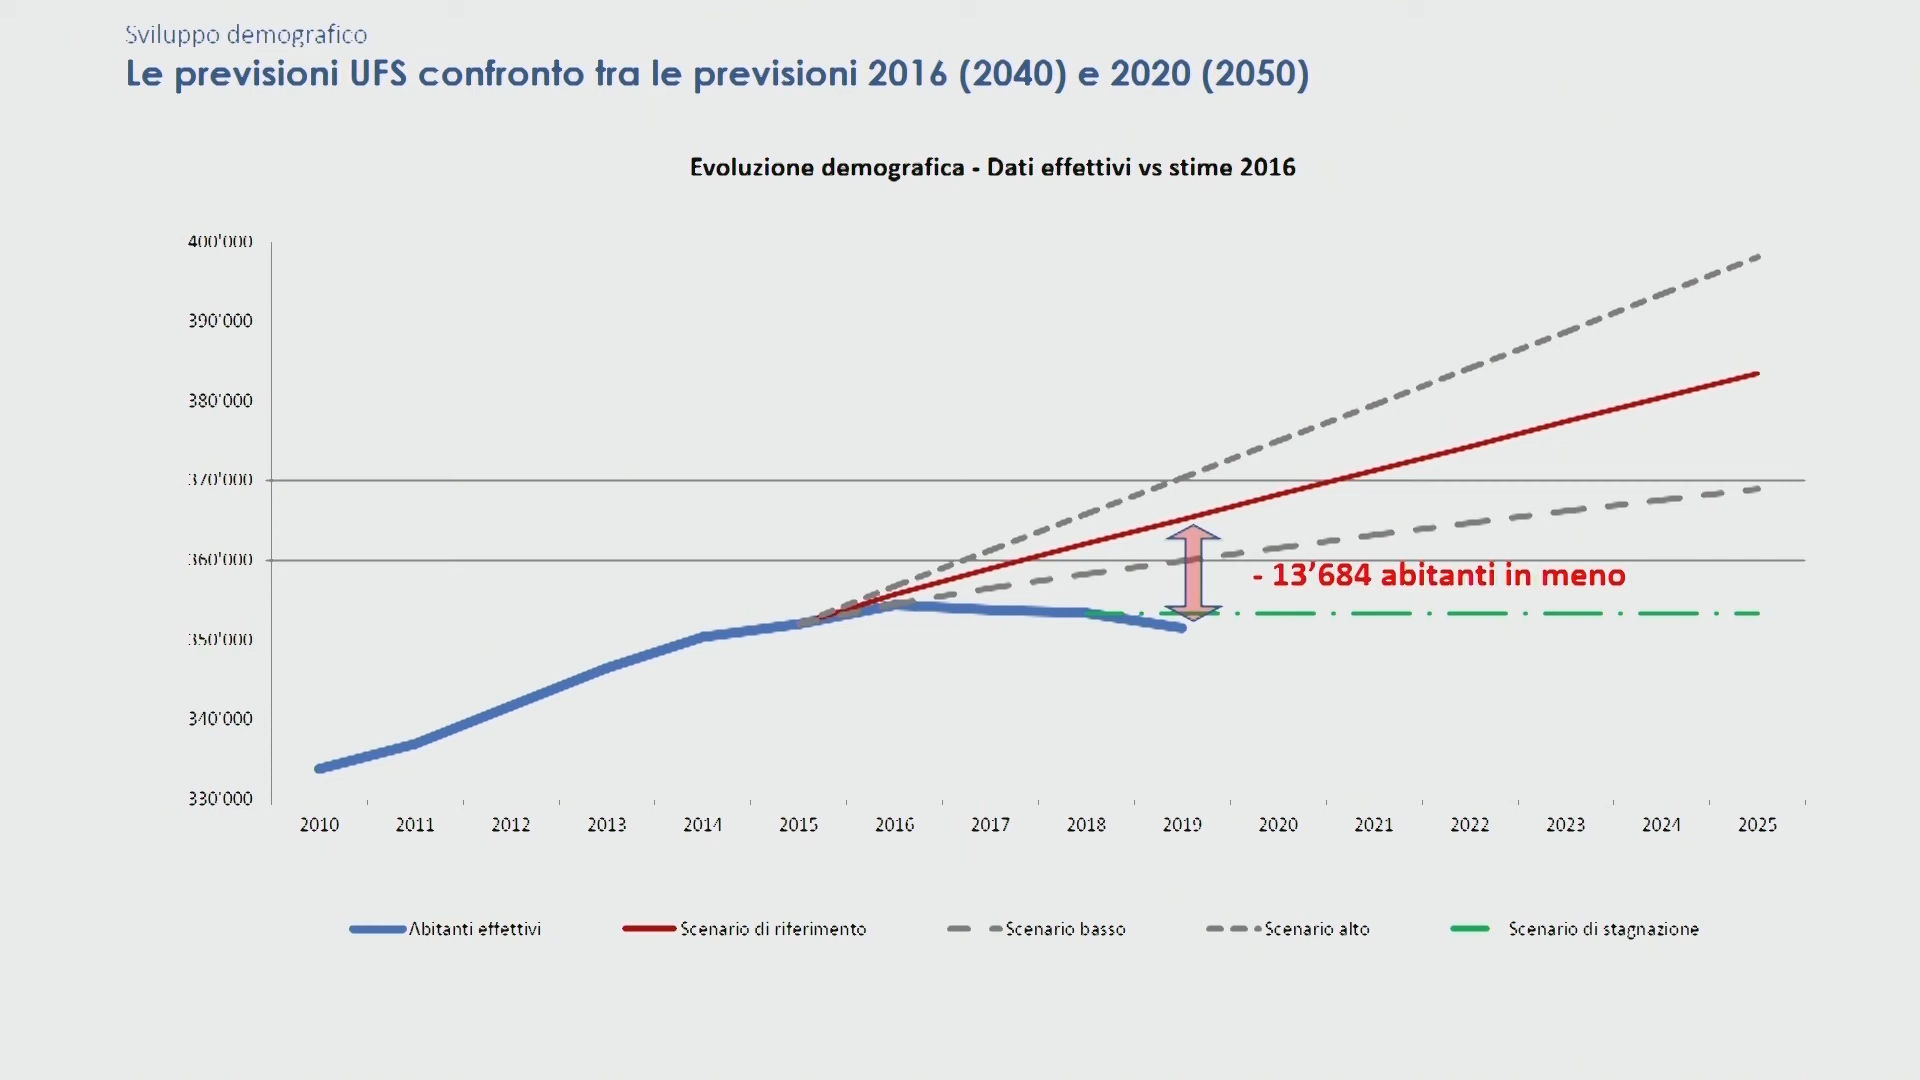 Sviluppo demografico
Le previsioni UFS confronto tra le previsioni 2016 (2040) e 2020 (2050)
Evoluzione demografica - Dati effettivi vs stime 2016
400'000
390'000
380'000
370'000
360'000
350'000
340'000
330'000
- 13’684 abitanti in meno
2010 2011 2012 2013 2014 2015 2016 2017 2018 2019 2020 2021 2022 2023 2024 2025
Abitanti effettivi Scenario di riferimento Scenario basso Scenario alto Scenario di stagnazione